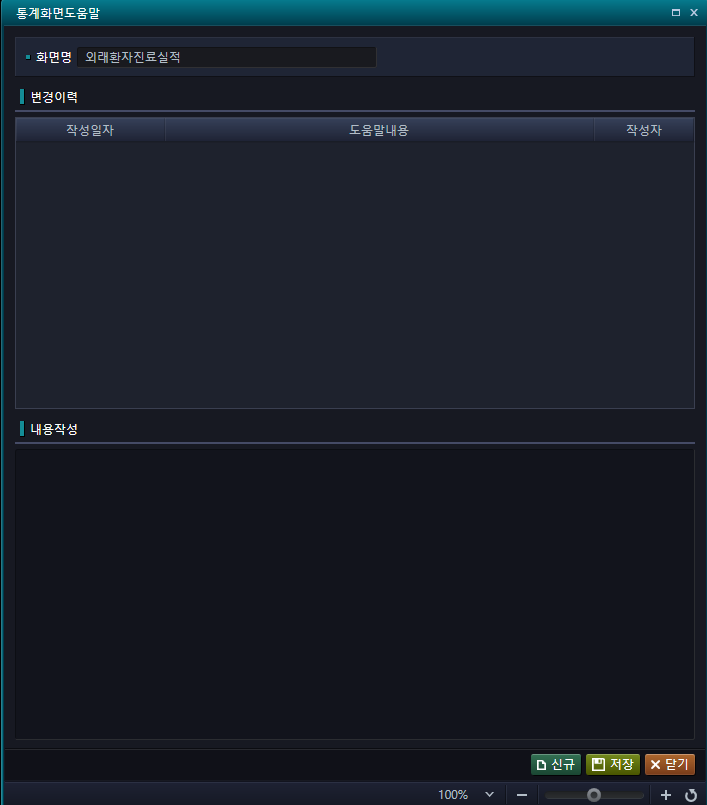 통계화면도움말
화면명 외래환자진료실적
변경이력
작성일자 도움말내용 작성자
내용작성
신규 저장 닫기
100%